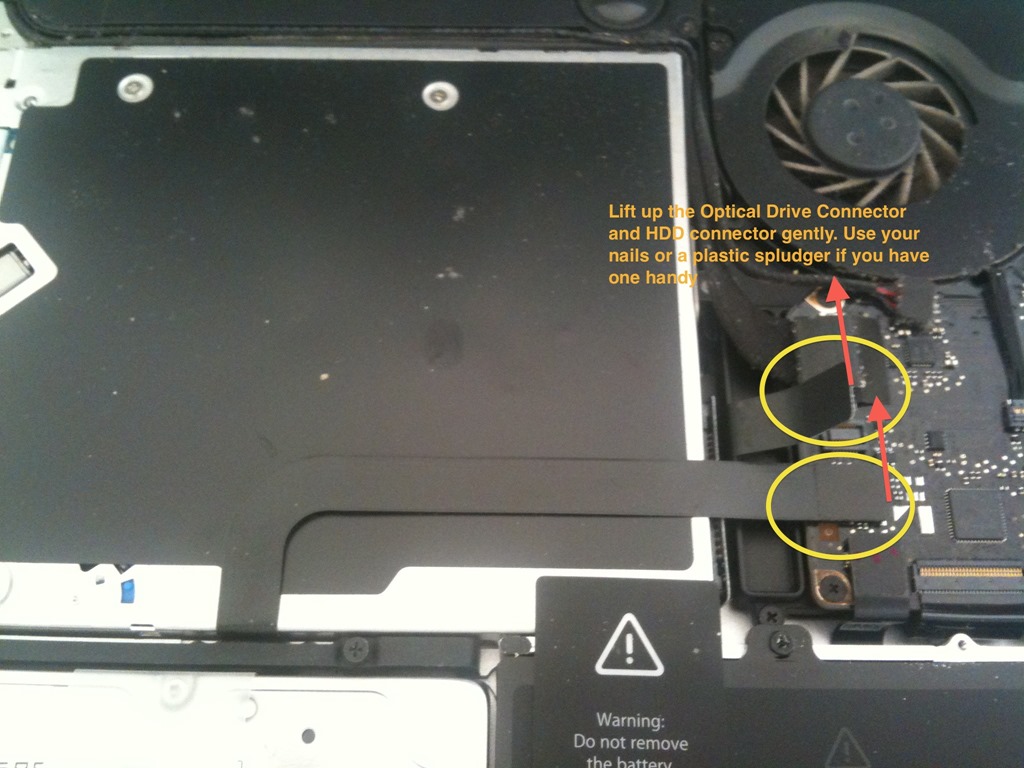 Lift up the Optical Drive Connector
and HDD connector gently. Use your
nails or a plastic spludger if you have
one handy
Warning:
Do not remove
the battery